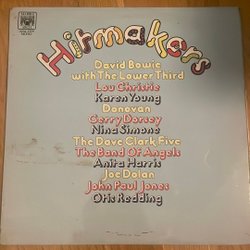 Hitmakers
David Bowie
with The Lower Third
Lou Christie
Karen Young
Donovan
Gerry Dorsey
Nina Simone
The Dave Clark Five
The Band Of Angels
Anita Harris
Joe Dolan
John Paul Jones
Otis Redding